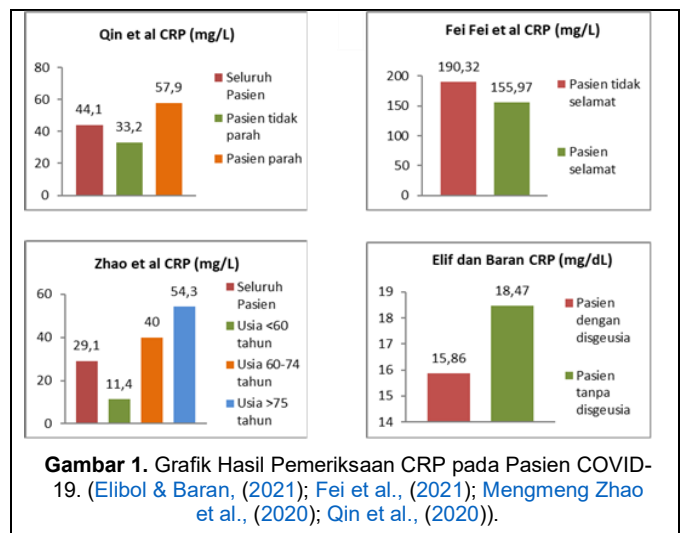 Qin et al CRP (mg/L)
80
60
40
20
0
44,1
33,2
57,9
Seluruh
Pasien
Pasien tidak
parah
Pasien parah
Fei Fei et al CRP (mg/L)
200
150
100
50
0
190,32
155,97
Pasien tidak
selamat
Pasien
selamat
Zhao et al CRP (mg/L)
60
40
20
0
29,1
11,4
40
54,3
Seluruh
Pasien
Usia <60
tahun
Usia 60-74
tahun
Usia >75
tahun
Elif dan Baran CRP (mg/dL)
19
18
17
16
15
14
15,86
18,47
Pasien
dengan
disgeusia
Pasien
tanpa
disgeusia
Gambar 1. Grafik Hasil Pemeriksaan CRP pada Pasien COVID-
19. (Elibol & Baran, (2021); Fei et al., (2021); Mengmeng Zhao
et al., (2020); Qin et al., (2020)).